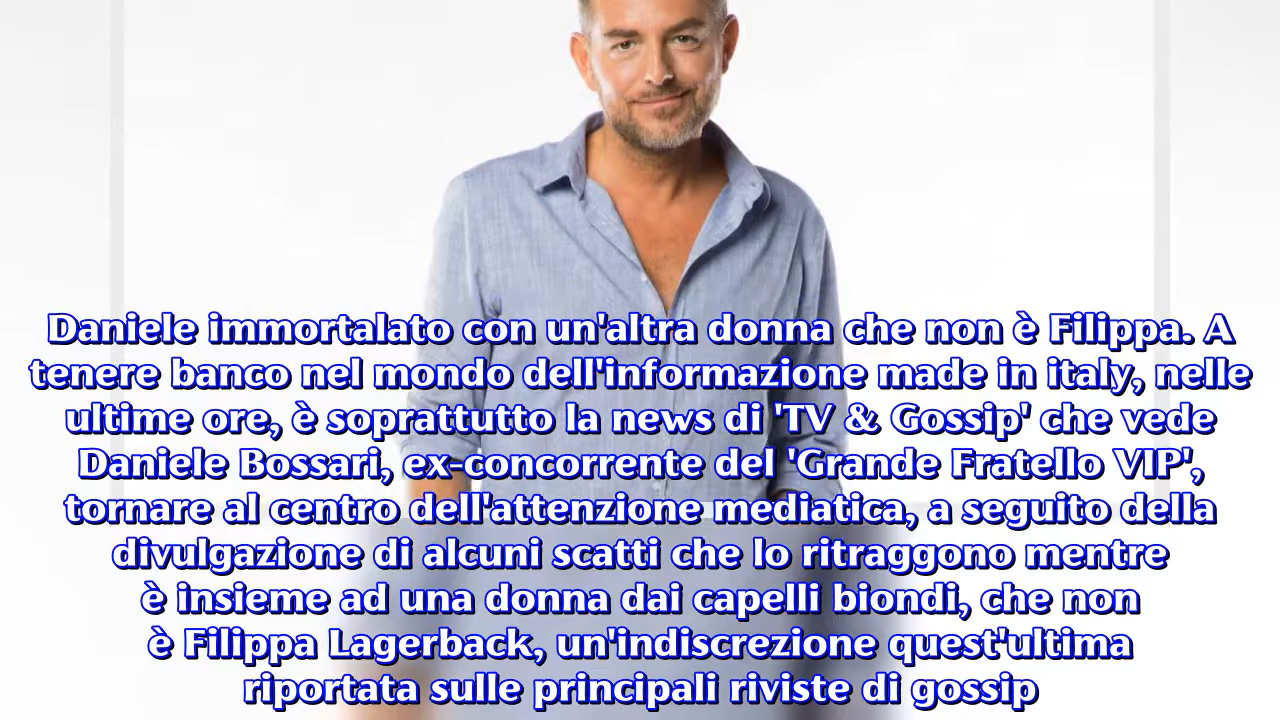 Daniele immortalato con un'altra donna che non è Filippa. A
tenere banco nel mondo dell'informazione made in italy, nelle
ultime ore, è soprattutto la news di 'TV & Gossip' che vede
Daniele Bossari, ex-concorrente del 'Grande Fratello VIP',
tornare al centro dell'attenzione mediatica, a seguito della
divulgazione di alcuni scatti che lo ritraggono mentre
è insieme ad una donna dai capelli biondi, che non
è Filippa Lagerback, un'indiscrezione quest'ultima
riportata sulle principali riviste di gossip